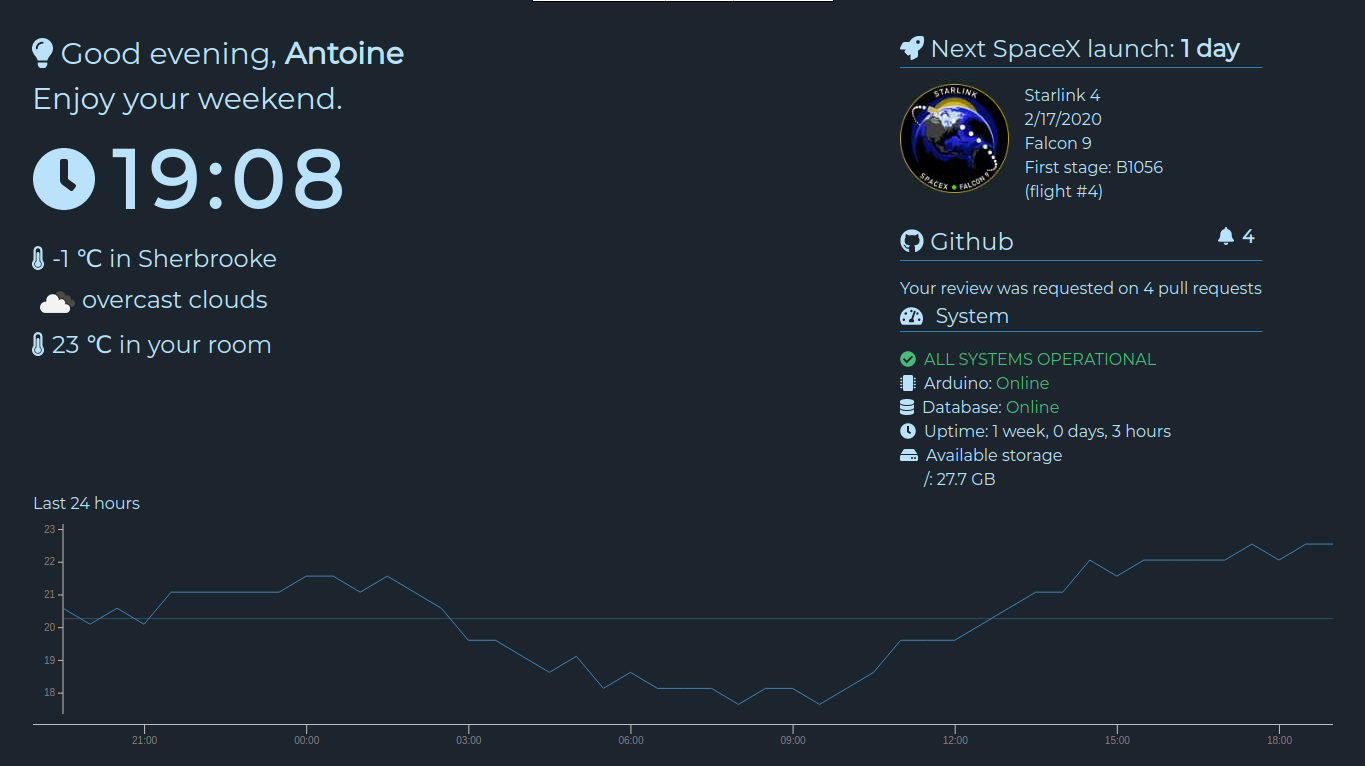 Good evening, Antoine
Enjoy your weekend.
19:08
-1 ℃ in Sherbrooke
overcast clouds
23 ℃ in your room
Next SpaceX launch: 1 day
STARLINK
SPACEX FALCON 9
Starlink 4
2/17/2020
Falcon 9
First stage: B1056
(flight #4)
Github
4
Your review was requested on 4 pull requests
System
ALL SYSTEMS OPERATIONAL
Arduino: Online
Database: Online
Uptime: 1 week, 0 days, 3 hours
Available storage
/: 27.7 GB
Last 24 hours
23
22
21
20
19
18
21:00 00:00 03:00 06:00 09:00 12:00 15:00 18:00